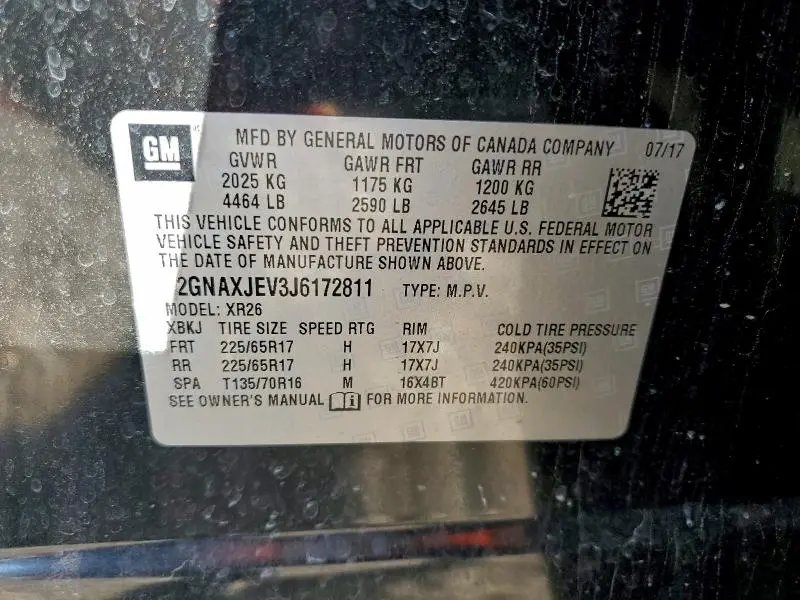 GM
MFD BY GENERAL MOTORS OF CANADA COMPANY 07/17
GVWR GAWR FRT GAWR RR
2025 KG 1175 KG 1200 KG
4464 LB 2590 LB 2645 LB
THIS VEHICLE CONFORMS TO ALL APPLICABLE U.S. FEDERAL MOTOR
VEHICLE SAFETY AND THEFT PREVENTION STANDARDS IN EFFECT ON
THE DATE OF MANUFACTURE SHOWN ABOVE.
2GNAXJEV3J6172811 TYPE: M.P.V.
MODEL: XR26
XBKJ TIRE SIZE SPEED RTG RIM COLD TIRE PRESSURE
FRT 225/65R17 H 17X7J 240KPA(35PSI)
RR 225/65R17 H 17X7J 240KPA(35PSI)
SPA T135/70R16 M 16X4BT 420KPA(60PSI)
SEE OWNER'S MANUAL FOR MORE INFORMATION.